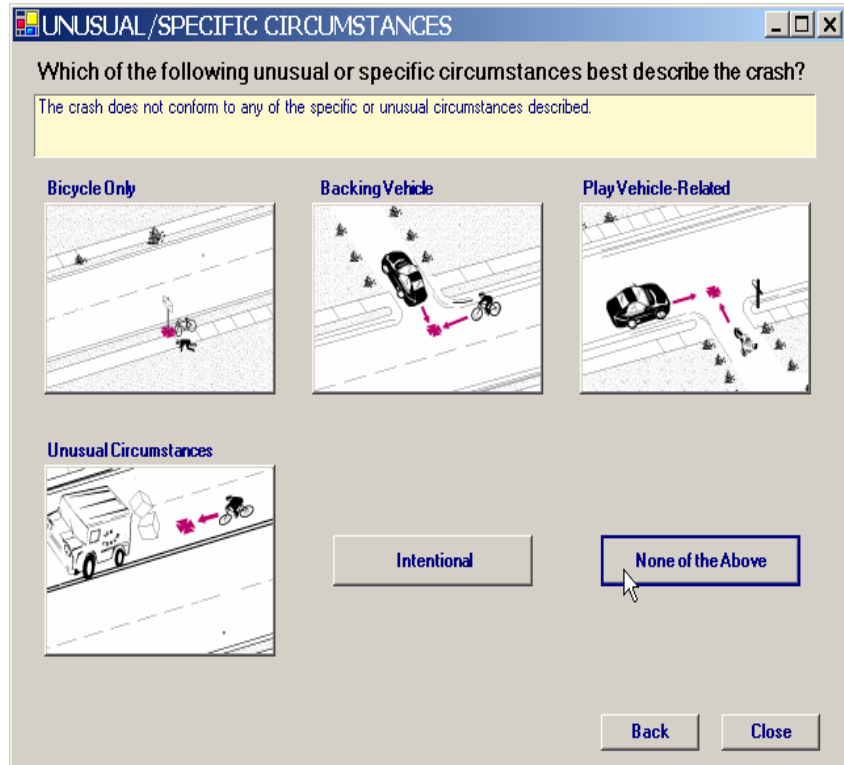 UNUSUAL/SPECIFIC CIRCUMSTANCES
Which of the following unusual or specific circumstances best describe the crash?
The crash does not conform to any of the specific or unusual circumstances described.
Bicycle Only
Backing Vehicle
Play Vehicle-Related
Unusual Circumstances
Intentional
None of the Above
Back
Close